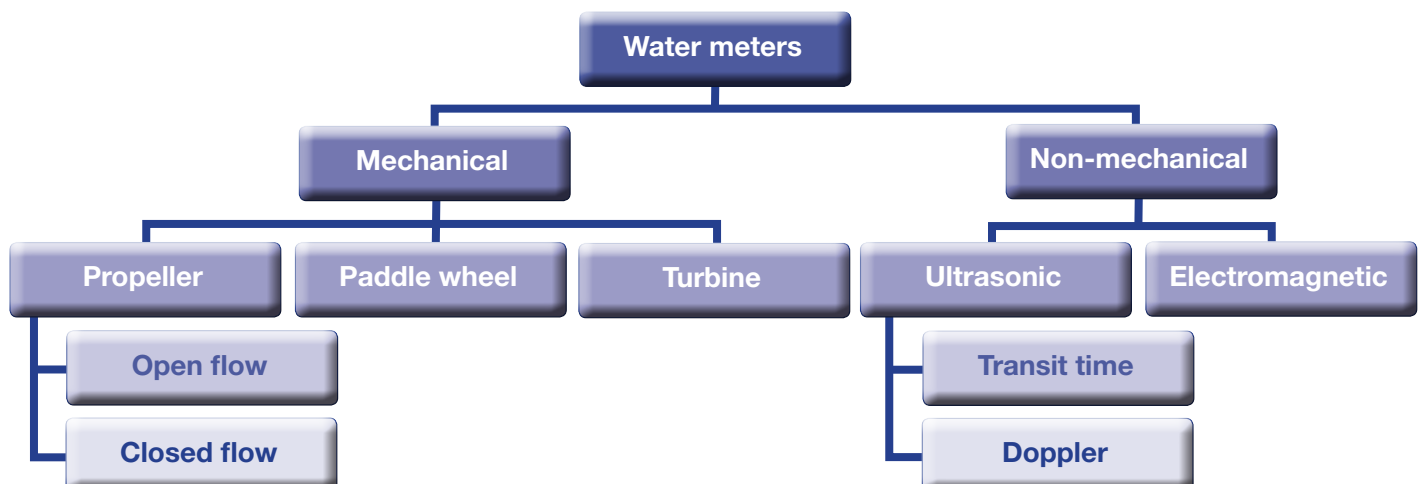 Water meters
Mechanical
Non-mechanical
Propeller
Paddle wheel
Turbine
Ultrasonic
Electromagnetic
Open flow
Transit time
Closed flow
Doppler